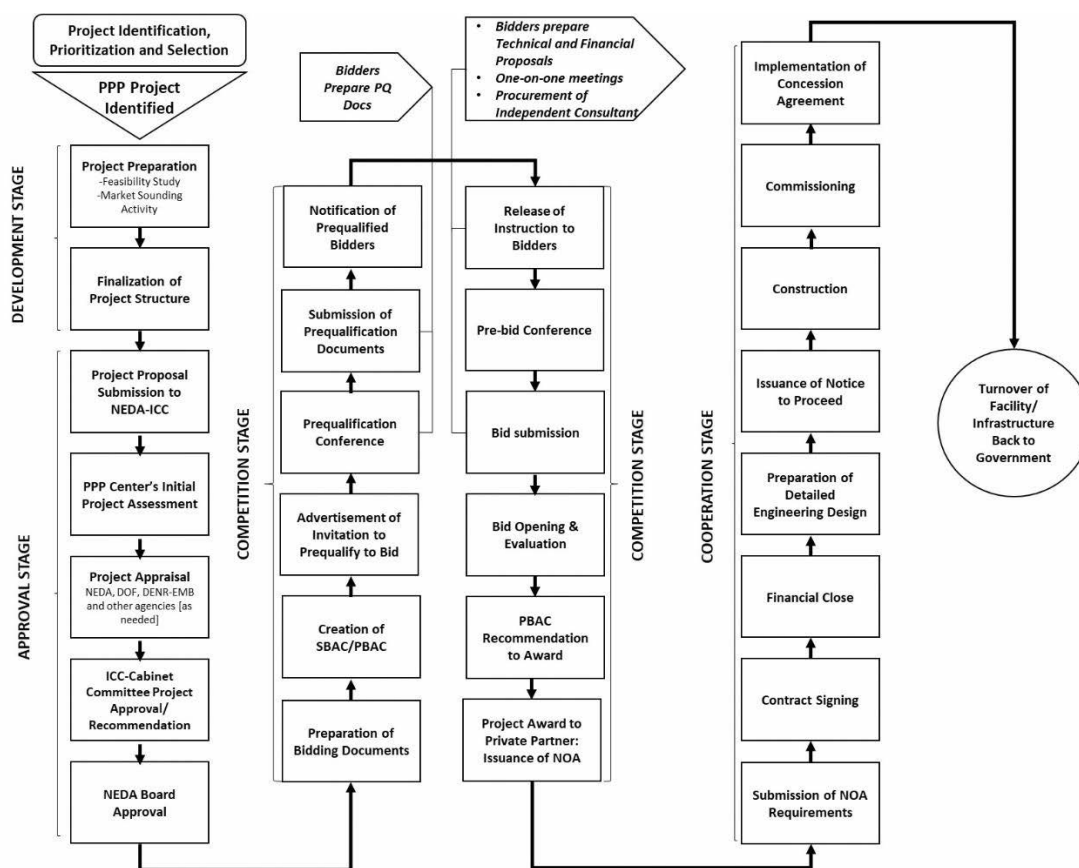 Project Identification,
Prioritization and Selection
PPP Project
Identified
DEVELOPMENT STAGE
Project Preparation
-Feasibility Study
-Market Sounding
Activity
Finalization of
Project Structure
APPROVAL STAGE
Project Proposal
Submission to
NEDA-ICC
PPP Center's Initial
Project Assessment
Project Appraisal
NEDA, DOF, DENR-EMB
and other agencies [as
needed]
ICC-Cabinet
Committee Project
Approval/
Recommendation
NEDA Board
Approval
Bidders
Prepare PQ
Docs
COMPETITION STAGE
Notification of
Prequalified
Bidders
Submission of
Prequalification
Documents
Prequalification
Conference
Advertisement of
Invitation to
Prequalify to Bid
Creation of
SBAC/PBAC
Preparation of
Bidding Documents
• Bidders prepare
Technical and Financial
Proposals
• One-on-one meetings
• Procurement of
Independent Consultant
Release of
Instruction to
Bidders
Pre-bid Conference
Bid submission
Bid Opening &
Evaluation
PBAC
Recommendation
to Award
Project Award to
Private Partner:
Issuance of NOA
COMPETITION STAGE
COOPERATION STAGE
Implementation of
Concession
Agreement
Commissioning
Construction
Issuance of Notice
to Proceed
Preparation of
Detailed
Engineering Design
Financial Close
Contract Signing
Submission of NOA
Requirements
Turnover of
Facility/
Infrastructure
Back to
Government